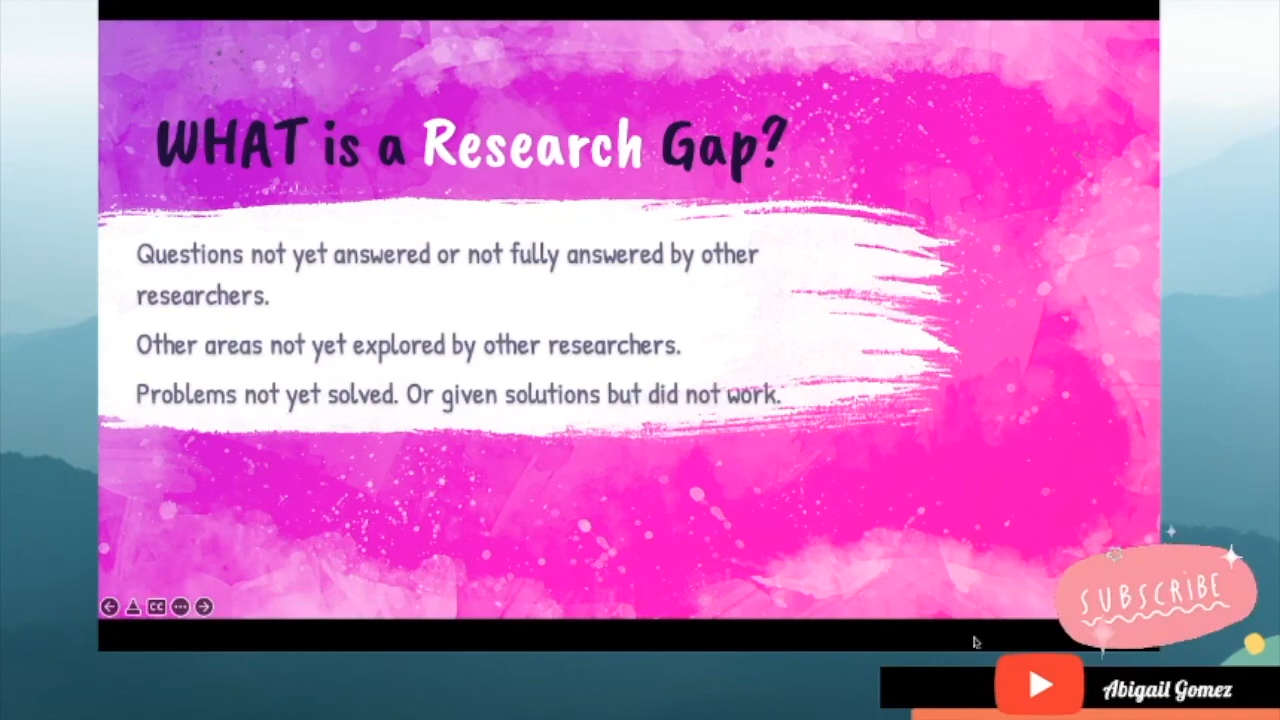 WHAT is a Research Gap?
Questions not yet answered or not fully answered by other
researchers.
Other areas not yet explored by other researchers.
Problems not yet solved. Or given solutions but did not work.
CC
SUBSCRIBE
Abigail Gomez